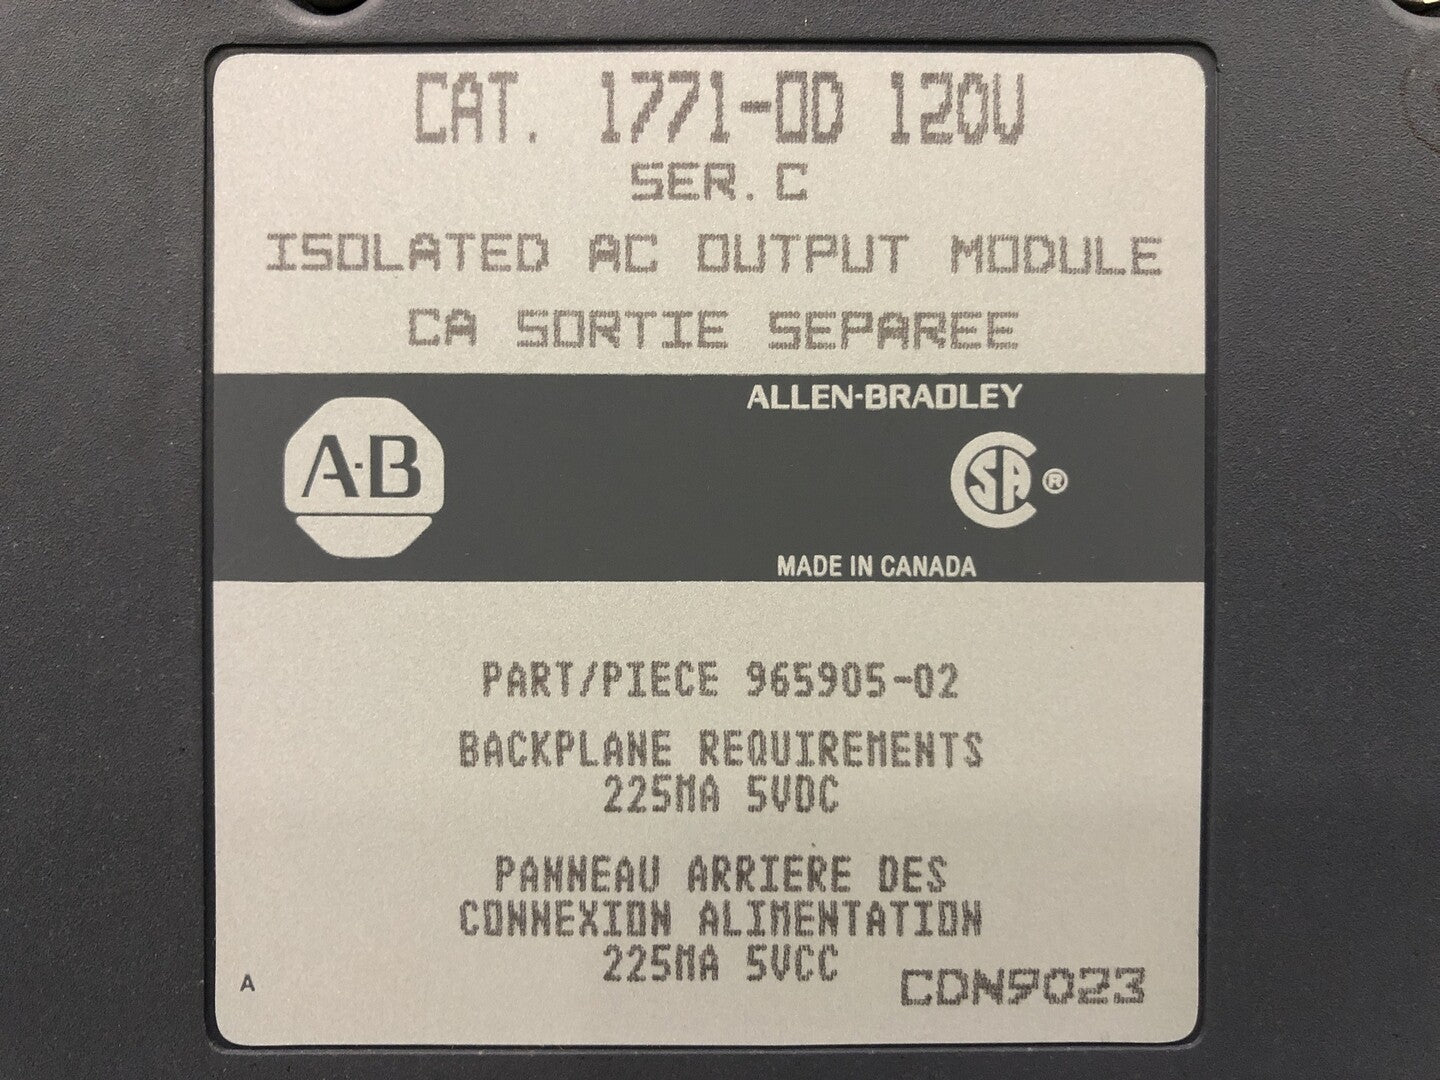 CAT. 1771-OD 120V
SER. C
ISOLATED AC OUTPUT MODULE
CA SORTIE SEPAREE
ALLEN-BRADLEY
A-B
CSA ®
MADE IN CANADA
PART/PIECE 965905-02
BACKPLANE REQUIREMENTS
225MA 5VDC
PANNEAU ARRIERE DES
CONNEXION ALIMENTATION
225MA 5VCC
A
CDN9023